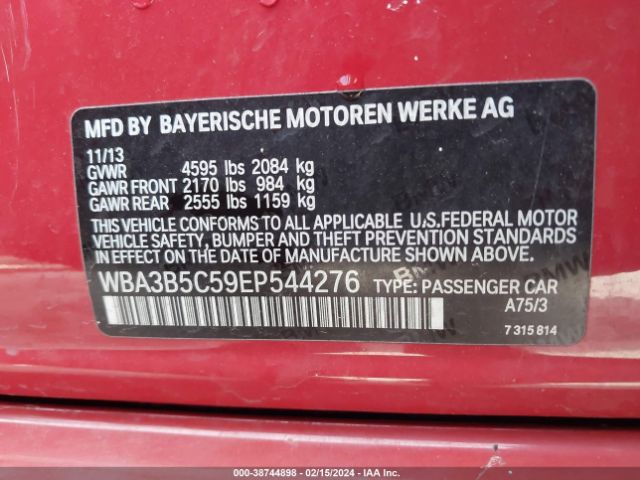 MFD BY BAYERISCHE MOTOREN WERKE AG
11/13
GVWR 4595 lbs 2084 kg
GAWR FRONT 2170 lbs 984 kg
GAWR REAR 2555 lbs 1159 kg
THIS VEHICLE CONFORMS TO ALL APPLICABLE U.S.FEDERAL MOTOR
VEHICLE SAFETY, BUMPER AND THEFT PREVENTION STANDARDS
IN EFFECT ON THE DATE OF MANUFACTURE SHOWN ABOVE.
WBA3B5C59EP544276 TYPE: PASSENGER CAR
A75/3
7 315 814
000-38744898 - 02/15/2024 - IAA Inc.